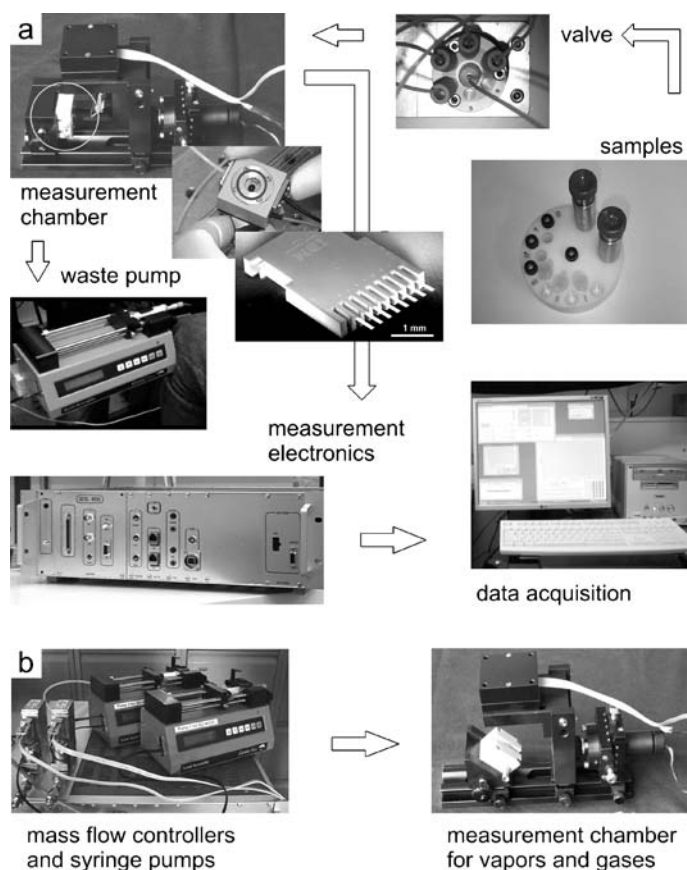 a
valve
samples
measurement
chamber
waste pump
IBM
1 mm
measurement
electronics
data acquisition
b
mass flow controllers
and syringe pumps
measurement chamber
for vapors and gases